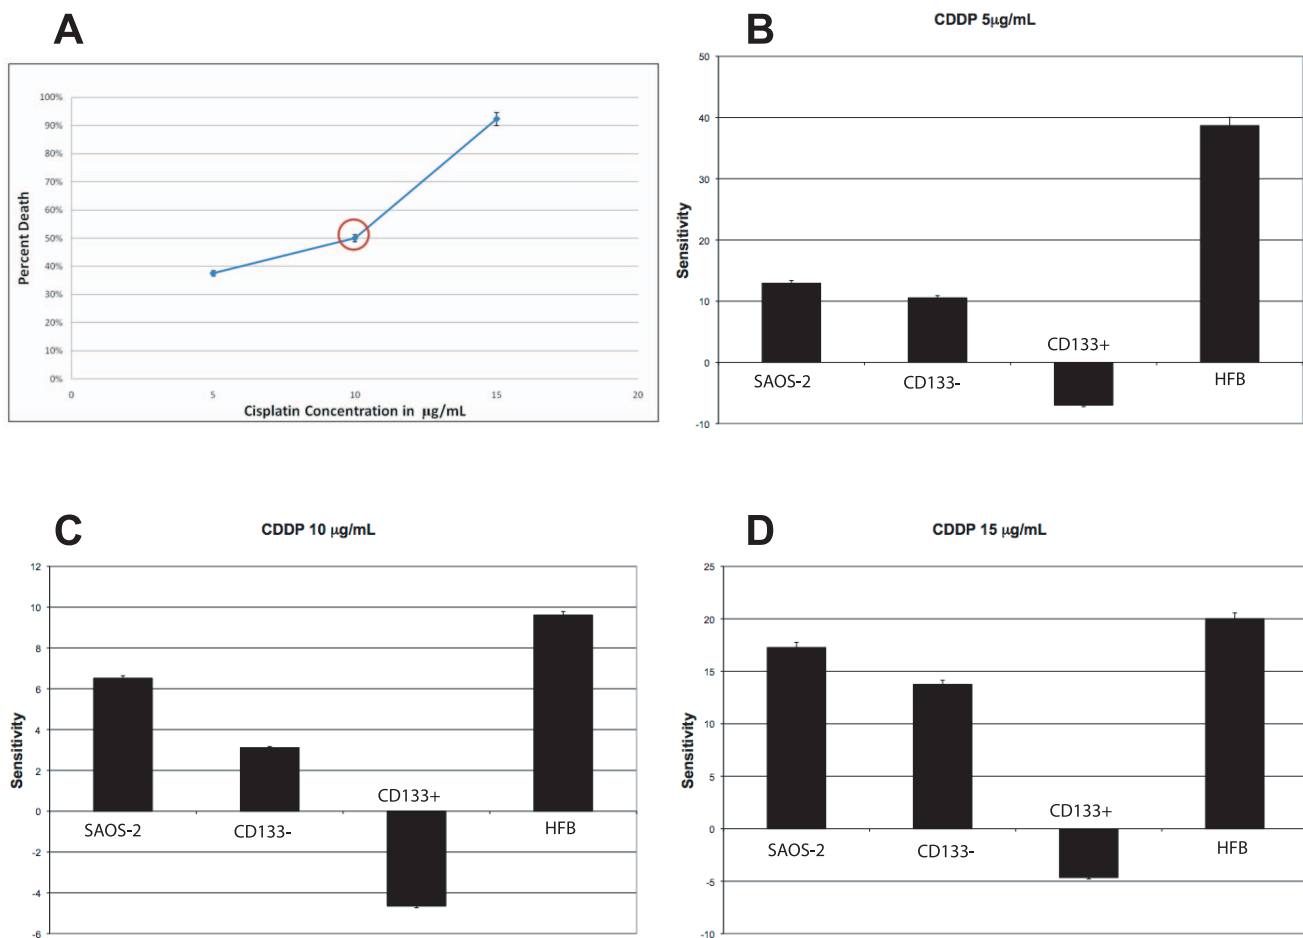 A
100%
90%
80%
70%
60%
50%
40%
30%
20%
10%
0%
Percent Death
0
5
10
15
20
Cisplatin Concentration in μg/mL
B
CDDP 5μg/mL
50
40
30
20
10
0
-10
Sensitivity
SAOS-2
CD133-
CD133+
HFB
C
CDDP 10 μg/mL
12
10
8
6
4
2
0
-2
-4
-6
Sensitivity
SAOS-2
CD133-
CD133+
HFB
D
CDDP 15 μg/mL
25
20
15
10
5
0
-5
-10
Sensitivity
SAOS-2
CD133-
CD133+
HFB